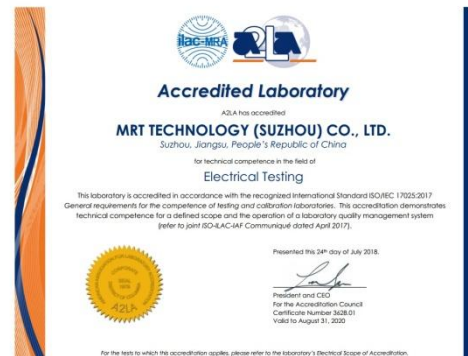 ilac-MRA
A2LA
Accredited Laboratory
A2LA has accredited
MRT TECHNOLOGY (SUZHOU) CO., LTD.
Suzhou, Jiangsu, People's Republic of China
for technical competence in the field of
Electrical Testing
This laboratory is accredited in accordance with the recognized International Standard ISO/IEC 17025:2017
General requirements for the competence of testing and calibration laboratories. This accreditation demonstrates
technical competence for a defined scope and the operation of a laboratory quality management system
(refer to joint ISO-ILAC-IAF Communiqué dated April 2017).
Presented this 24th day of July 2018.
President and CEO
For the Accreditation Council
Certificate Number 3628.01
Valid to August 31, 2020
CORPORATE
SEAL
1978
A2LA
For the tests to which this accreditation applies, please refer to the laboratory's Electrical Scope of Accreditation.